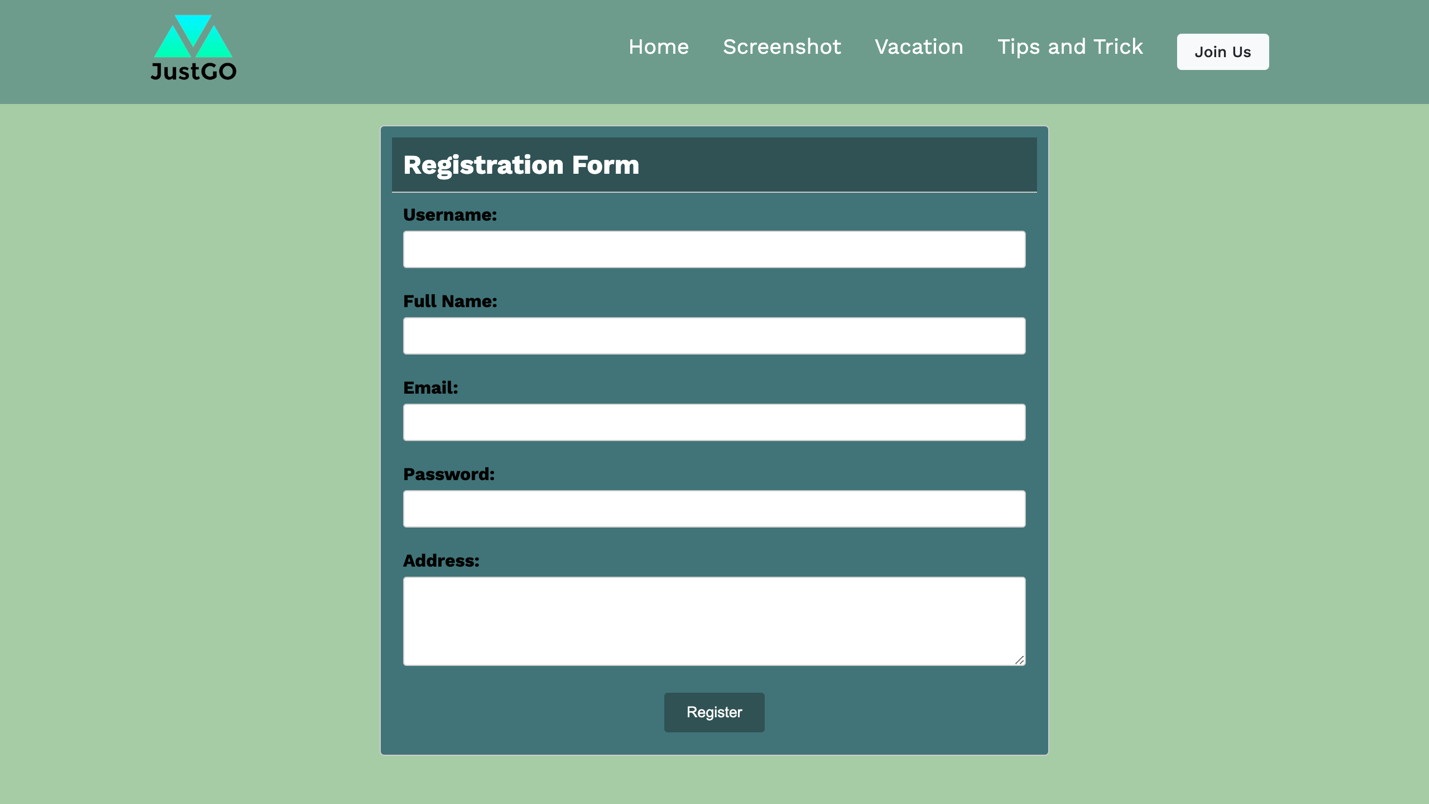 JustGO
Home Screenshot Vacation Tips and Trick Join Us
Registration Form
Username:
Full Name:
Email:
Password:
Address:
Register